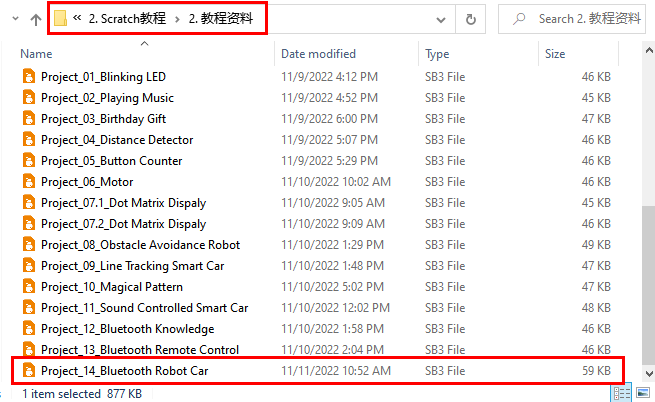 « 2. Scratch教程 › 2. 教程资料
Search 2. 教程资料
Name Date modified Type Size
Project_01_Blinking LED 11/9/2022 4:12 PM SB3 File 46 KB
Project_02_Playing Music 11/9/2022 4:52 PM SB3 File 45 KB
Project_03_Birthday Gift 11/9/2022 6:00 PM SB3 File 47 KB
Project_04_Distance Detector 11/9/2022 5:07 PM SB3 File 46 KB
Project_05_Button Counter 11/9/2022 5:29 PM SB3 File 46 KB
Project_06_Motor 11/10/2022 10:02 AM SB3 File 46 KB
Project_07.1_Dot Matrix Dispaly 11/10/2022 9:05 AM SB3 File 45 KB
Project_07.2_Dot Matrix Dispaly 11/10/2022 9:09 AM SB3 File 46 KB
Project_08_Obstacle Avoidance Robot 11/10/2022 1:29 PM SB3 File 49 KB
Project_09_Line Tracking Smart Car 11/10/2022 1:48 PM SB3 File 47 KB
Project_10_Magical Pattern 11/10/2022 5:02 PM SB3 File 47 KB
Project_11_Sound Controlled Smart Car 11/10/2022 12:02 PM SB3 File 48 KB
Project_12_Bluetooth Knowledge 11/10/2022 1:58 PM SB3 File 46 KB
Project_13_Bluetooth Remote Control 11/10/2022 2:04 PM SB3 File 46 KB
Project_14_Bluetooth Robot Car 11/11/2022 10:52 AM SB3 File 59 KB
1 item selected 877 KB